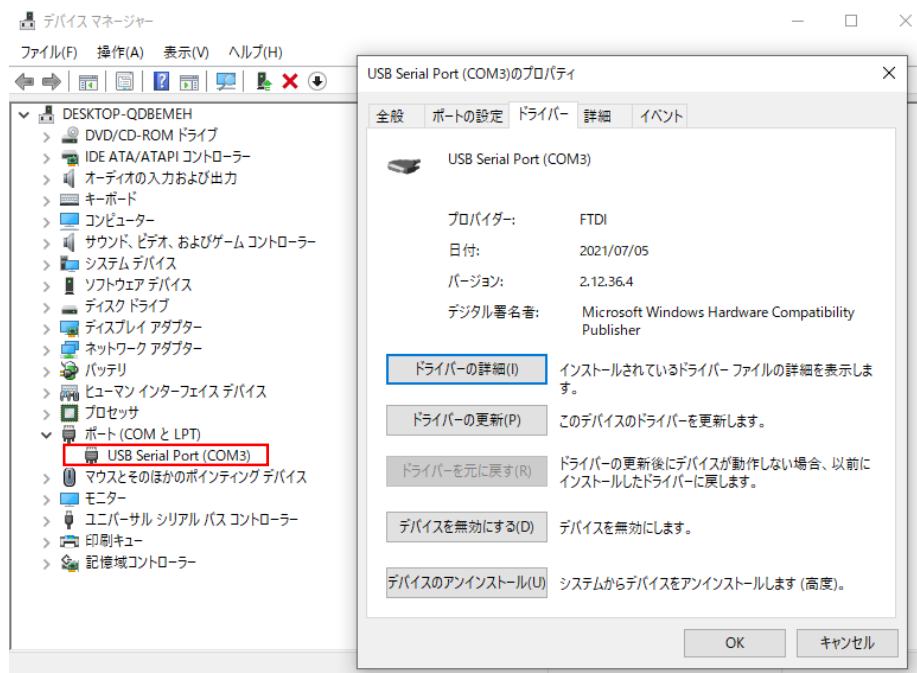 デバイス マネージャー
ファイル(F) 操作(A) 表示(V) ヘルプ(H)
DESKTOP-QDBEMEH
DVD/CD-ROM ドライブ
IDE ATA/ATAPI コントローラー
オーディオの入力および出力
キーボード
コンピューター
サウンド、ビデオ、およびゲーム コントローラー
システム デバイス
ソフトウェア デバイス
ディスク ドライブ
ディスプレイ アダプター
ネットワーク アダプター
バッテリ
ヒューマン インターフェイス デバイス
プロセッサ
ポート (COM と LPT)
USB Serial Port (COM3)
マウスとそのほかのポインティング デバイス
モニター
ユニバーサル シリアル バス コントローラー
印刷キュー
記憶域コントローラー
USB Serial Port (COM3)のプロパティ
全般 ポートの設定 ドライバー 詳細 イベント
USB Serial Port (COM3)
プロバイダー: FTDI
日付: 2021/07/05
バージョン: 2.12.36.4
デジタル署名者: Microsoft Windows Hardware Compatibility
Publisher
ドライバーの詳細(I) インストールされているドライバー ファイルの詳細を表示しま
す。
ドライバーの更新(P) このデバイスのドライバーを更新します。
ドライバーを元に戻す(R) ドライバーの更新後にデバイスが動作しない場合、以前に
インストールしたドライバーに戻します。
デバイスを無効にする(D) デバイスを無効にします。
デバイスのアンインストール(U) システムからデバイスをアンインストールします (高度)。
OK キャンセル